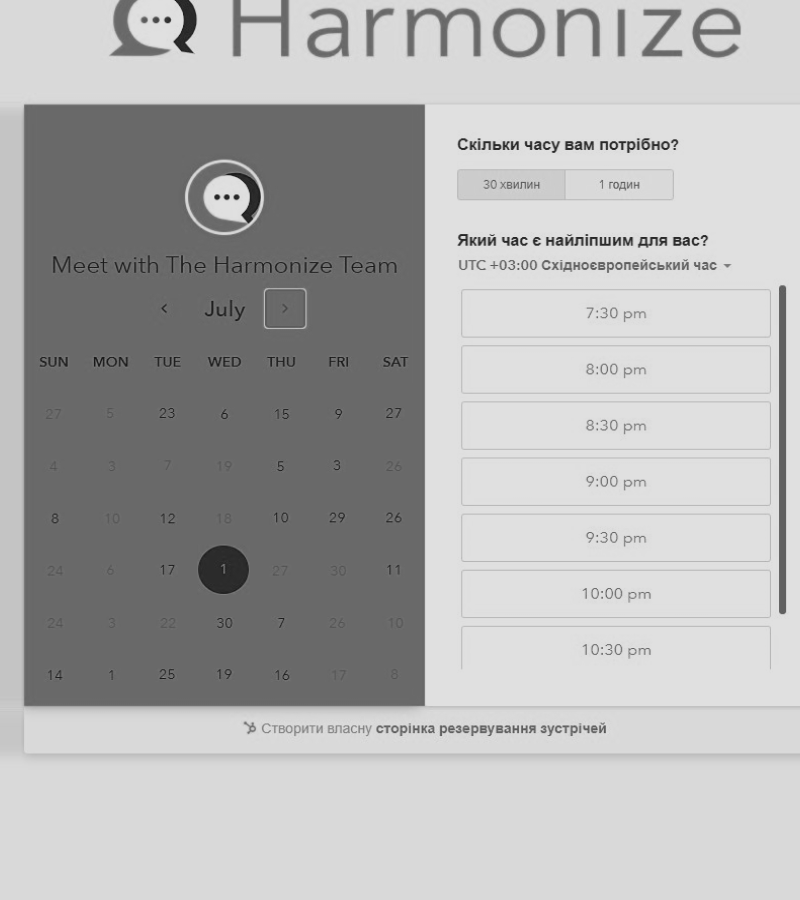 Harmonize
Meet with The Harmonize Team
July
SUN MON TUE WED THU FRI SAT
27 5 23 6 15 9 27
4 3 7 19 5 3 26
8 10 12 18 10 29 26
24 6 17 1 27 30 11
24 3 22 30 7 26 10
14 1 25 19 16 17 8
Скільки часу вам потрібно?
30 хвилин 1 годин
Який час є найліпшим для вас?
UTC +03:00 Східноєвропейський час
7:30 pm
8:00 pm
8:30 pm
9:00 pm
9:30 pm
10:00 pm
10:30 pm
Створити власну сторінка резервування зустрічей